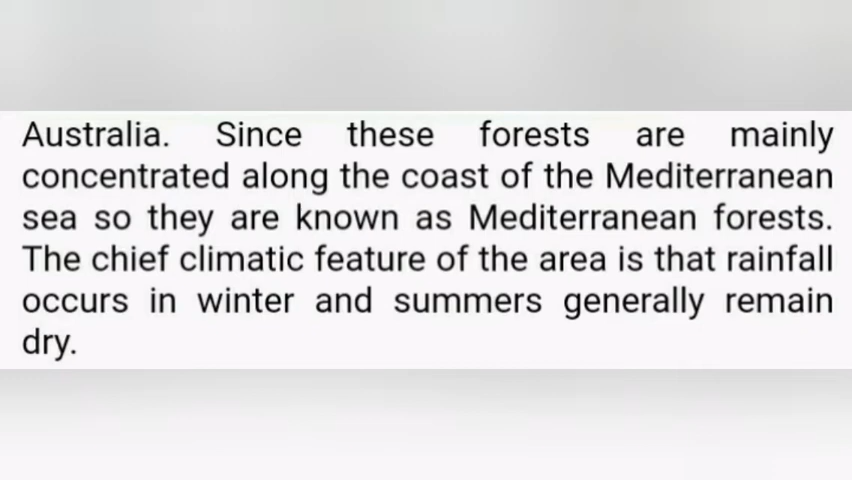 Australia. Since these forests are mainly
concentrated along the coast of the Mediterranean
sea so they are known as Mediterranean forests.
The chief climatic feature of the area is that rainfall
occurs in winter and summers generally remain
dry.